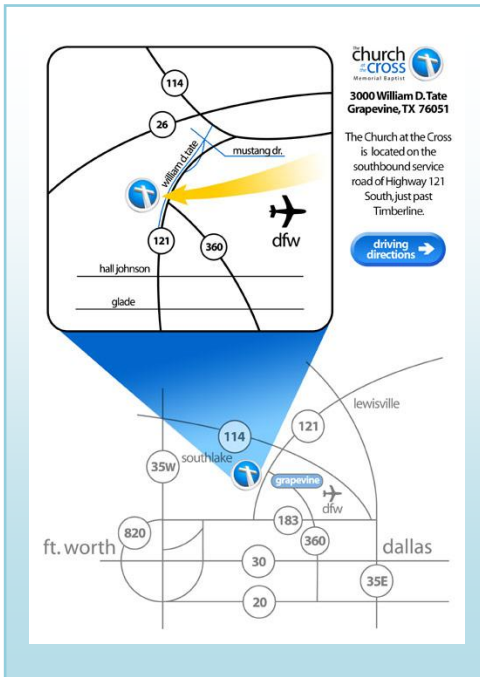 the
church
at the
cross
Memorial Baptist
3000 William D. Tate
Grapevine, TX 76051
The Church at the Cross
is located on the
southbound service
road of Highway 121
South, just past
Timberline.
driving
directions
114
26
william d. tate
mustang dr.
121
360
dfw
hall johnson
glade
lewisville
121
114
southlake
35W
grapevine
dfw
183
820
360
ft. worth
dallas
30
35E
20